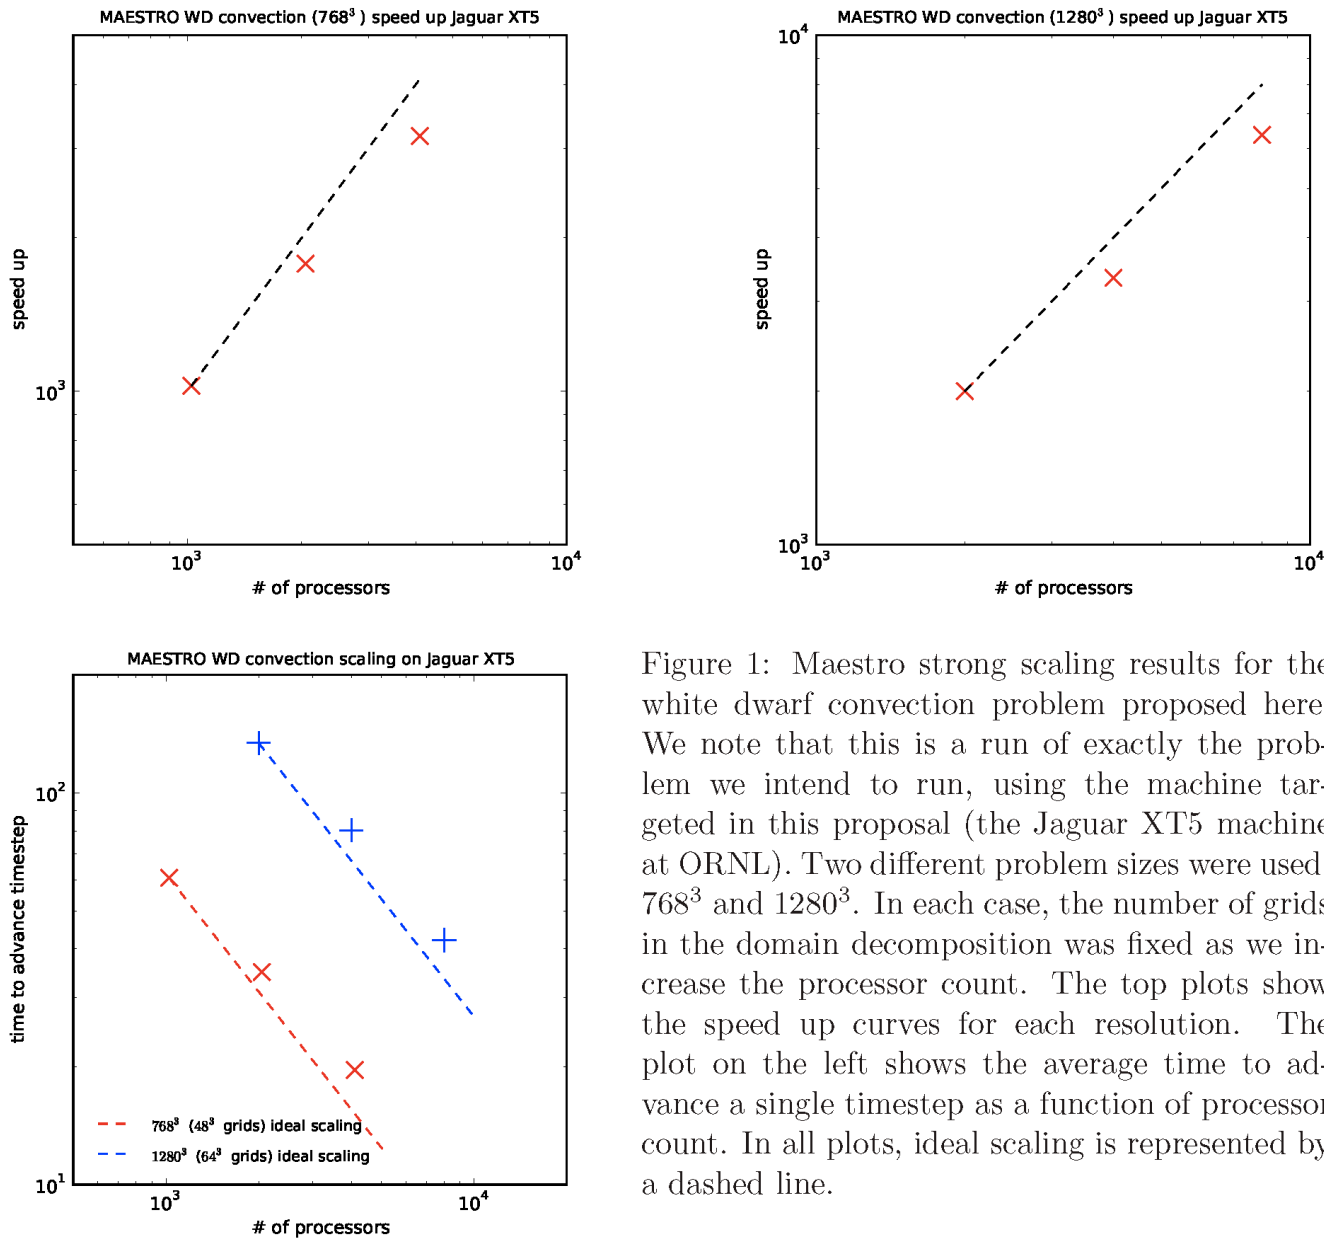 MAESTRO WD convection (768³ ) speed up Jaguar XT5
speed up
10³
10³
10⁴
# of processors
MAESTRO WD convection (1280³ ) speed up Jaguar XT5
speed up
10⁴
10³
10³
10⁴
# of processors
MAESTRO WD convection scaling on Jaguar XT5
time to advance timestep
10²
10¹
768³ (48³ grids) ideal scaling
1280³ (64³ grids) ideal scaling
10³
10⁴
# of processors
Figure 1: Maestro strong scaling results for the
white dwarf convection problem proposed here
We note that this is a run of exactly the prob-
lem we intend to run, using the machine tar-
geted in this proposal (the Jaguar XT5 machine
at ORNL). Two different problem sizes were used
768³ and 1280³. In each case, the number of grids
in the domain decomposition was fixed as we in-
crease the processor count. The top plots show
the speed up curves for each resolution. The
plot on the left shows the average time to ad-
vance a single timestep as a function of processor
count. In all plots, ideal scaling is represented by
a dashed line.